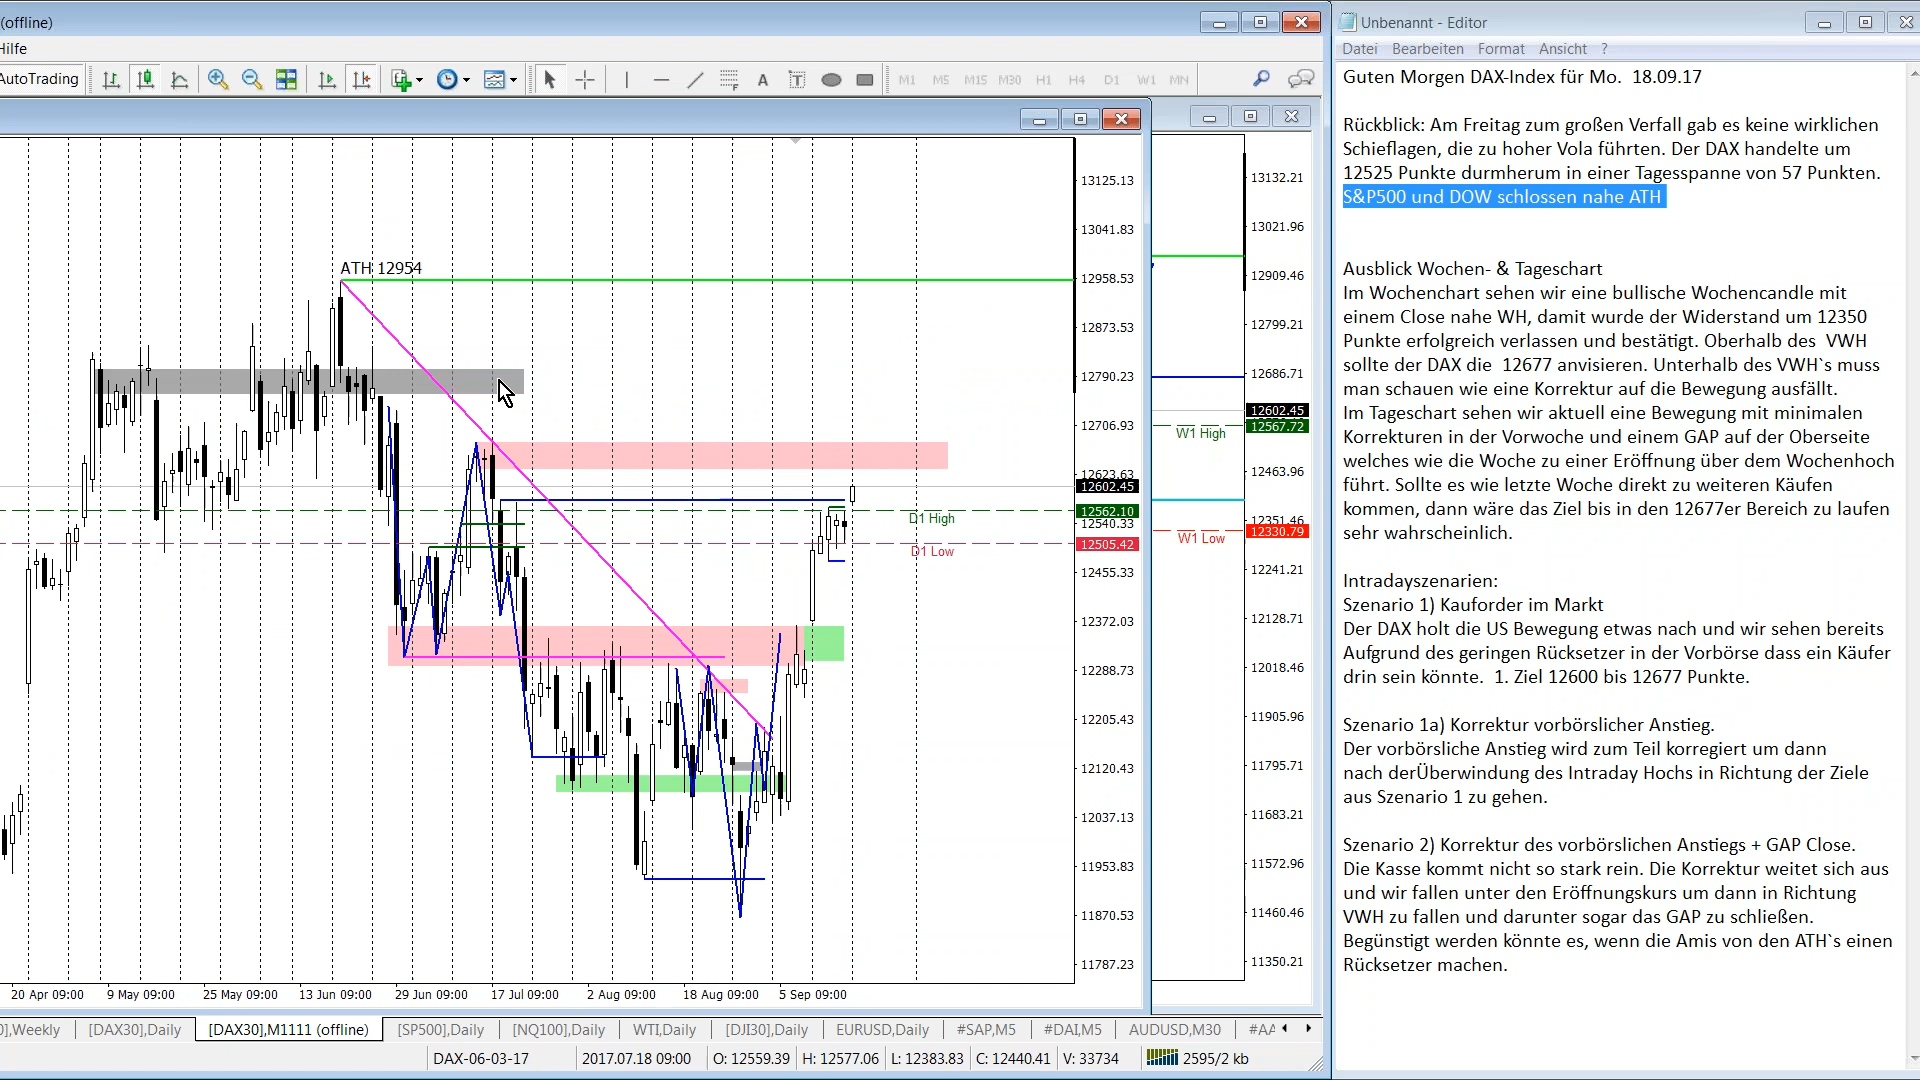 (offline)
Hilfe
AutoTrading
M1 M5 M15 M30 H1 H4 D1 W1 MN
ATH 12954
D1 High
D1 Low
13125.13
13041.83
12958.53
12873.53
12790.23
12706.93
12623.63
12602.45
12562.10
12540.33
12505.42
12455.33
12372.03
12288.73
12205.43
12120.43
12037.13
11953.83
11870.53
11787.23
20 Apr 09:00 9 May 09:00 25 May 09:00 13 Jun 09:00 29 Jun 09:00 17 Jul 09:00 2 Aug 09:00 18 Aug 09:00 5 Sep 09:00
W1 High
W1 Low
13132.21
13021.96
12909.46
12799.21
12686.71
12602.45
12567.72
12463.96
12351.46
12330.79
12241.21
12128.71
12018.46
11905.96
11795.71
11683.21
11572.96
11460.46
11350.21
],Weekly [DAX30],Daily [DAX30],M1111 (offline) [SP500],Daily [NQ100],Daily WTI,Daily [DJI30],Daily EURUSD,Daily #SAP,M5 #DAI,M5 AUDUSD,M30 #AA
DAX-06-03-17 2017.07.18 09:00 O: 12559.39 H: 12577.06 L: 12383.83 C: 12440.41 V: 33734 2595/2 kb
Unbenannt - Editor
Datei Bearbeiten Format Ansicht ?
Guten Morgen DAX-Index für Mo. 18.09.17
Rückblick: Am Freitag zum großen Verfall gab es keine wirklichen
Schieflagen, die zu hoher Vola führten. Der DAX handelte um
12525 Punkte durmherum in einer Tagesspanne von 57 Punkten.
S&P500 und DOW schlossen nahe ATH
Ausblick Wochen- & Tageschart
Im Wochenchart sehen wir eine bullische Wochencandle mit
einem Close nahe WH, damit wurde der Widerstand um 12350
Punkte erfolgreich verlassen und bestätigt. Oberhalb des VWH
sollte der DAX die 12677 anvisieren. Unterhalb des VWH`s muss
man schauen wie eine Korrektur auf die Bewegung ausfällt.
Im Tageschart sehen wir aktuell eine Bewegung mit minimalen
Korrekturen in der Vorwoche und einem GAP auf der Oberseite
welches wie die Woche zu einer Eröffnung über dem Wochenhoch
führt. Sollte es wie letzte Woche direkt zu weiteren Käufen
kommen, dann wäre das Ziel bis in den 12677er Bereich zu laufen
sehr wahrscheinlich.
Intradayszenarien:
Szenario 1) Kauforder im Markt
Der DAX holt die US Bewegung etwas nach und wir sehen bereits
Aufgrund des geringen Rücksetzer in der Vorbörse dass ein Käufer
drin sein könnte. 1. Ziel 12600 bis 12677 Punkte.
Szenario 1a) Korrektur vorbörslicher Anstieg.
Der vorbörsliche Anstieg wird zum Teil korregiert um dann
nach derÜberwindung des Intraday Hochs in Richtung der Ziele
aus Szenario 1 zu gehen.
Szenario 2) Korrektur des vorbörslichen Anstiegs + GAP Close.
Die Kasse kommt nicht so stark rein. Die Korrektur weitet sich aus
und wir fallen unter den Eröffnungskurs um dann in Richtung
VWH zu fallen und darunter sogar das GAP zu schließen.
Begünstigt werden könnte es, wenn die Amis von den ATH`s einen
Rücksetzer machen.